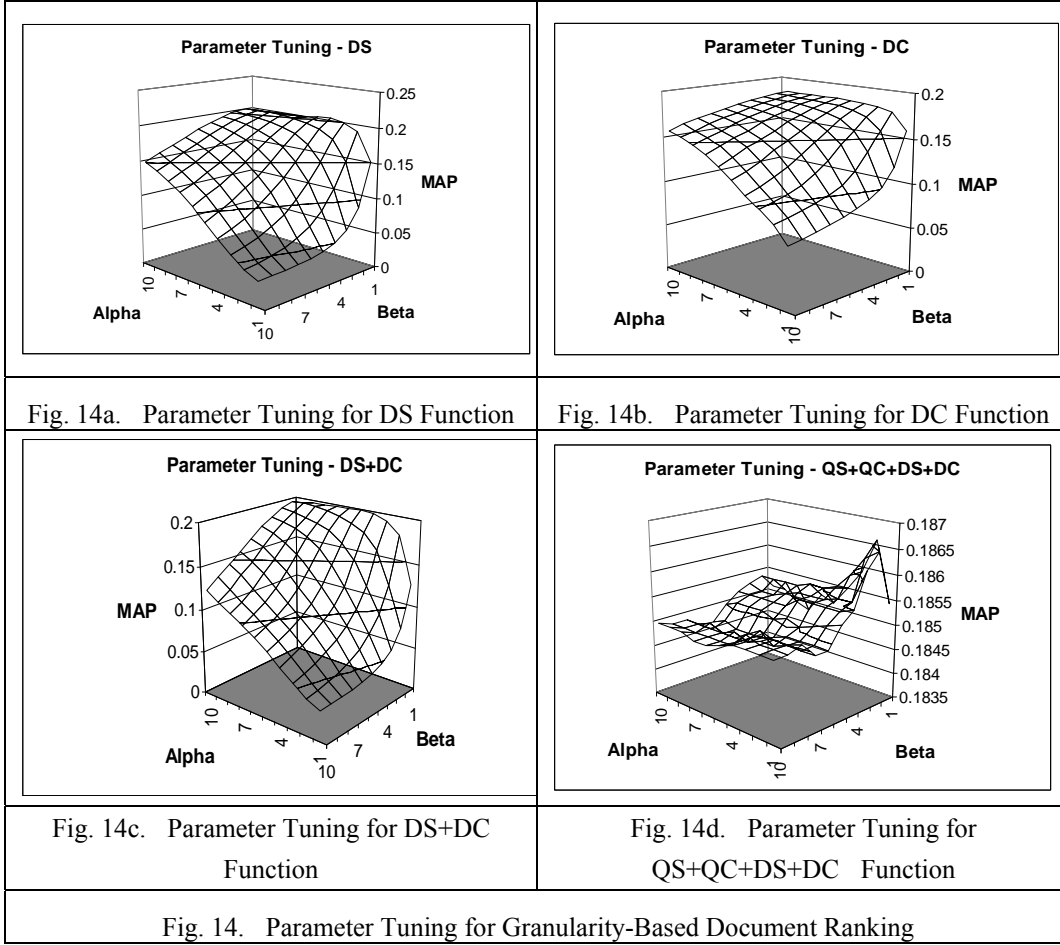 Parameter Tuning - DS
0.25
0.2
0.15
0.1
0.05
0
MAP
10
7
4
1
Alpha
10
7
4
1
Beta
Fig. 14a. Parameter Tuning for DS Function
Parameter Tuning - DC
0.2
0.15
0.1
0.05
0
MAP
10
7
4
1
Alpha
10
7
4
1
Beta
Fig. 14b. Parameter Tuning for DC Function
Parameter Tuning - DS+DC
0.2
0.15
0.1
0.05
0
MAP
10
7
4
1
Alpha
10
7
4
1
Beta
Fig. 14c. Parameter Tuning for DS+DC
Function
Parameter Tuning - QS+QC+DS+DC
0.187
0.1865
0.186
0.1855
0.185
0.1845
0.184
0.1835
MAP
10
7
4
1
Alpha
10
7
4
1
Beta
Fig. 14d. Parameter Tuning for
QS+QC+DS+DC Function
Fig. 14. Parameter Tuning for Granularity-Based Document Ranking